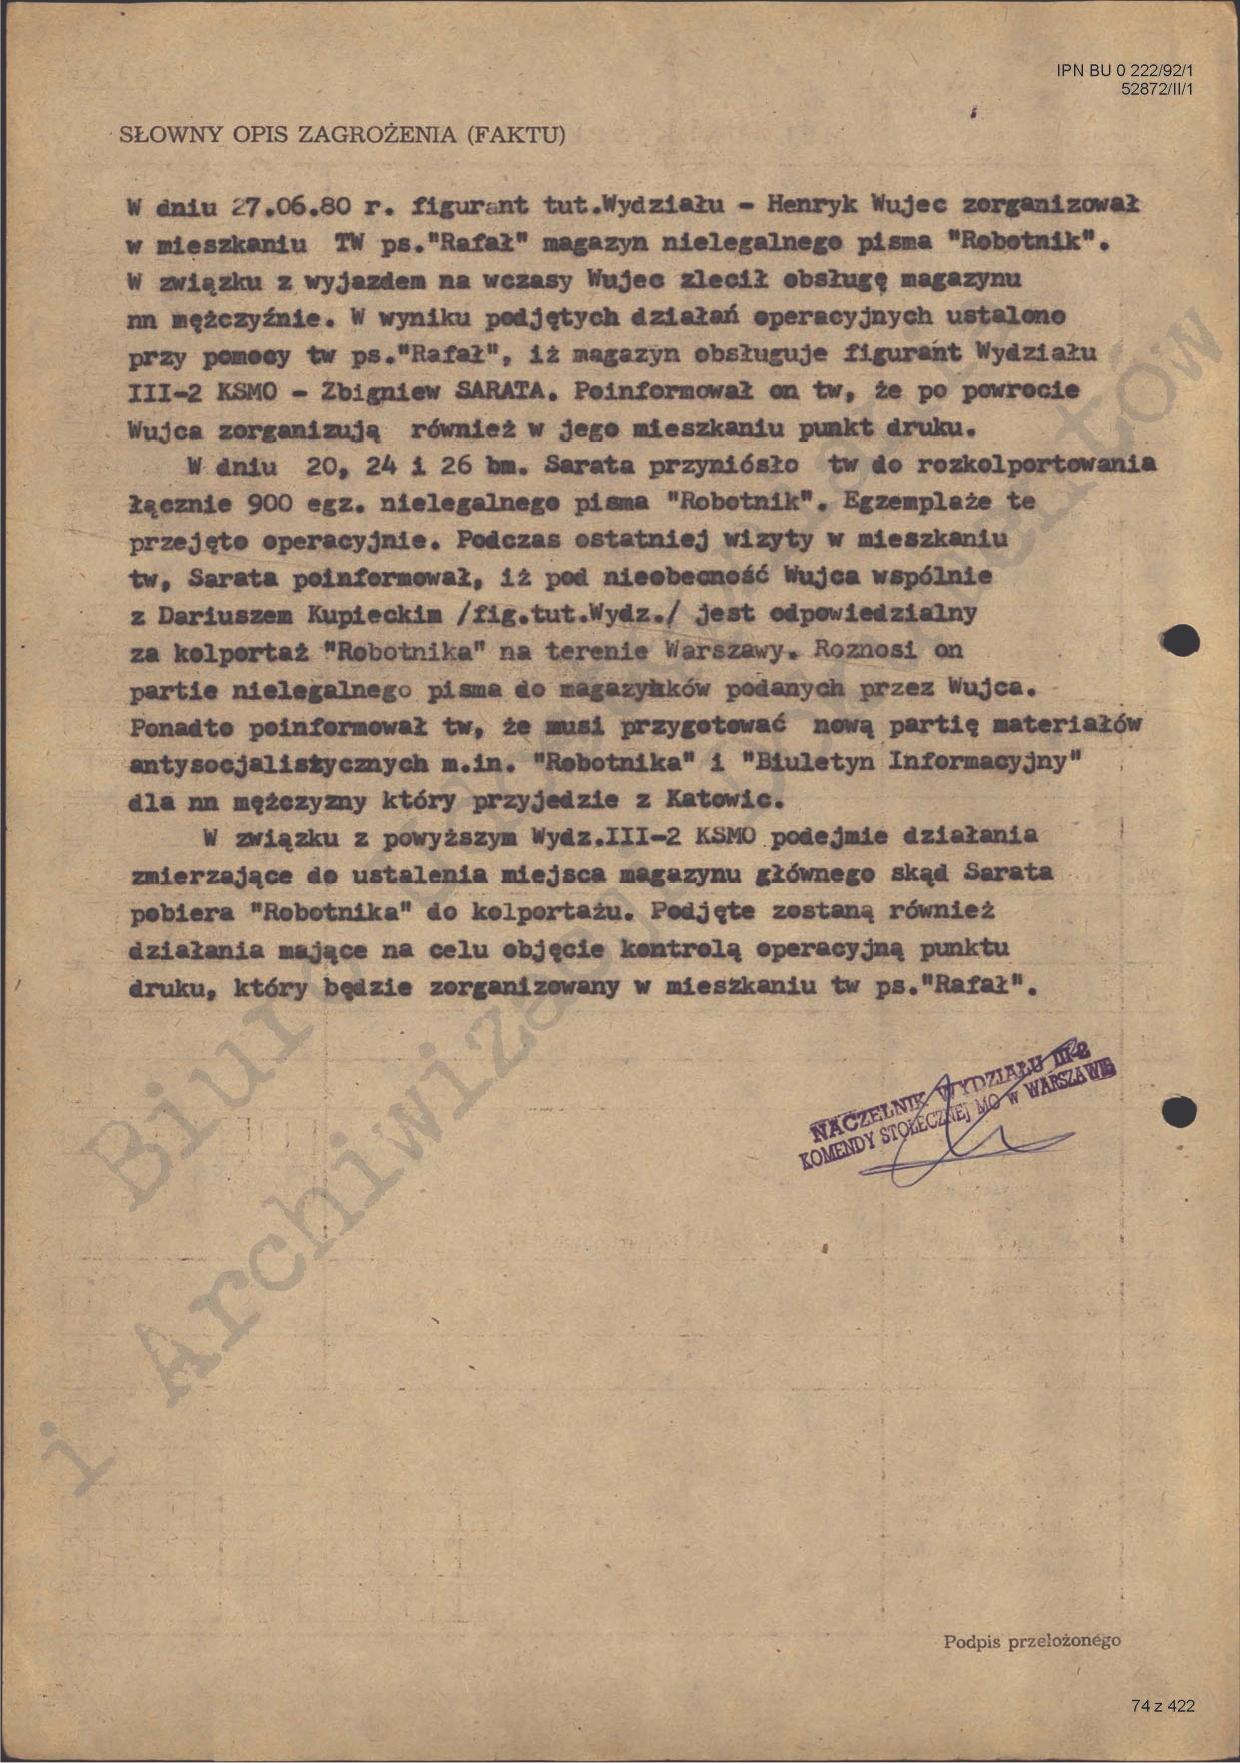 IPN BU 0 222/92/1
52872/II/1
SŁOWNY OPIS ZAGROŻENIA (FAKTU)
W dniu 27.06.80 r. figurant tut.Wydziału - Henryk Wujec zorganizował
w mieszkaniu TW ps."Rafał" magazyn nielegalnego pisma "Robotnik".
W związku z wyjazdem na wczasy Wujec zlecił obsługę magazynu
nn mężczyźnie. W wyniku podjętych działań operacyjnych ustalono
przy pomocy tw ps."Rafał", iż magazyn obsługuje figurant Wydziału
III-2 KSMO - Zbigniew SARATA. Poinformował on tw, że po powrocie
Wujca zorganizują również w jego mieszkaniu punkt druku.
W dniu 20, 24 i 26 bm. Sarata przyniósło tw do rozkolportowania
łącznie 900 egz. nielegalnego pisma "Robotnik". Egzemplaże te
przejęto operacyjnie. Podczas ostatniej wizyty w mieszkaniu
tw, Sarata poinformował, iż pod nieobecność Wujca wspólnie
z Dariuszem Kupieckim /fig.tut.Wydz./ jest odpowiedzialny
za kolportaż "Robotnika" na terenie Warszawy. Roznosi on
partie nielegalnego pisma do magazynków podanych przez Wujca.
Ponadto poinformował tw, że musi przygotować nową partię materiałów
antysocjalistycznych m.in. "Robotnika" i "Biuletyn Informacyjny"
dla nn mężczyzny który przyjedzie z Katowic.
W związku z powyższym Wydz.III-2 KSMO podejmie działania
zmierzające do ustalenia miejsca magazynu głównego skąd Sarata
pobiera "Robotnika" do kolportażu. Podjęte zostaną również
działania mające na celu objęcie kontrolą operacyjną punktu
druku, który będzie zorganizowany w mieszkaniu tw ps."Rafał".
NACZELNIK WYDZIAŁU III-2
KOMENDY STOŁECZNEJ MO w WARSZAWIE
Podpis przełożonego
74 z 422